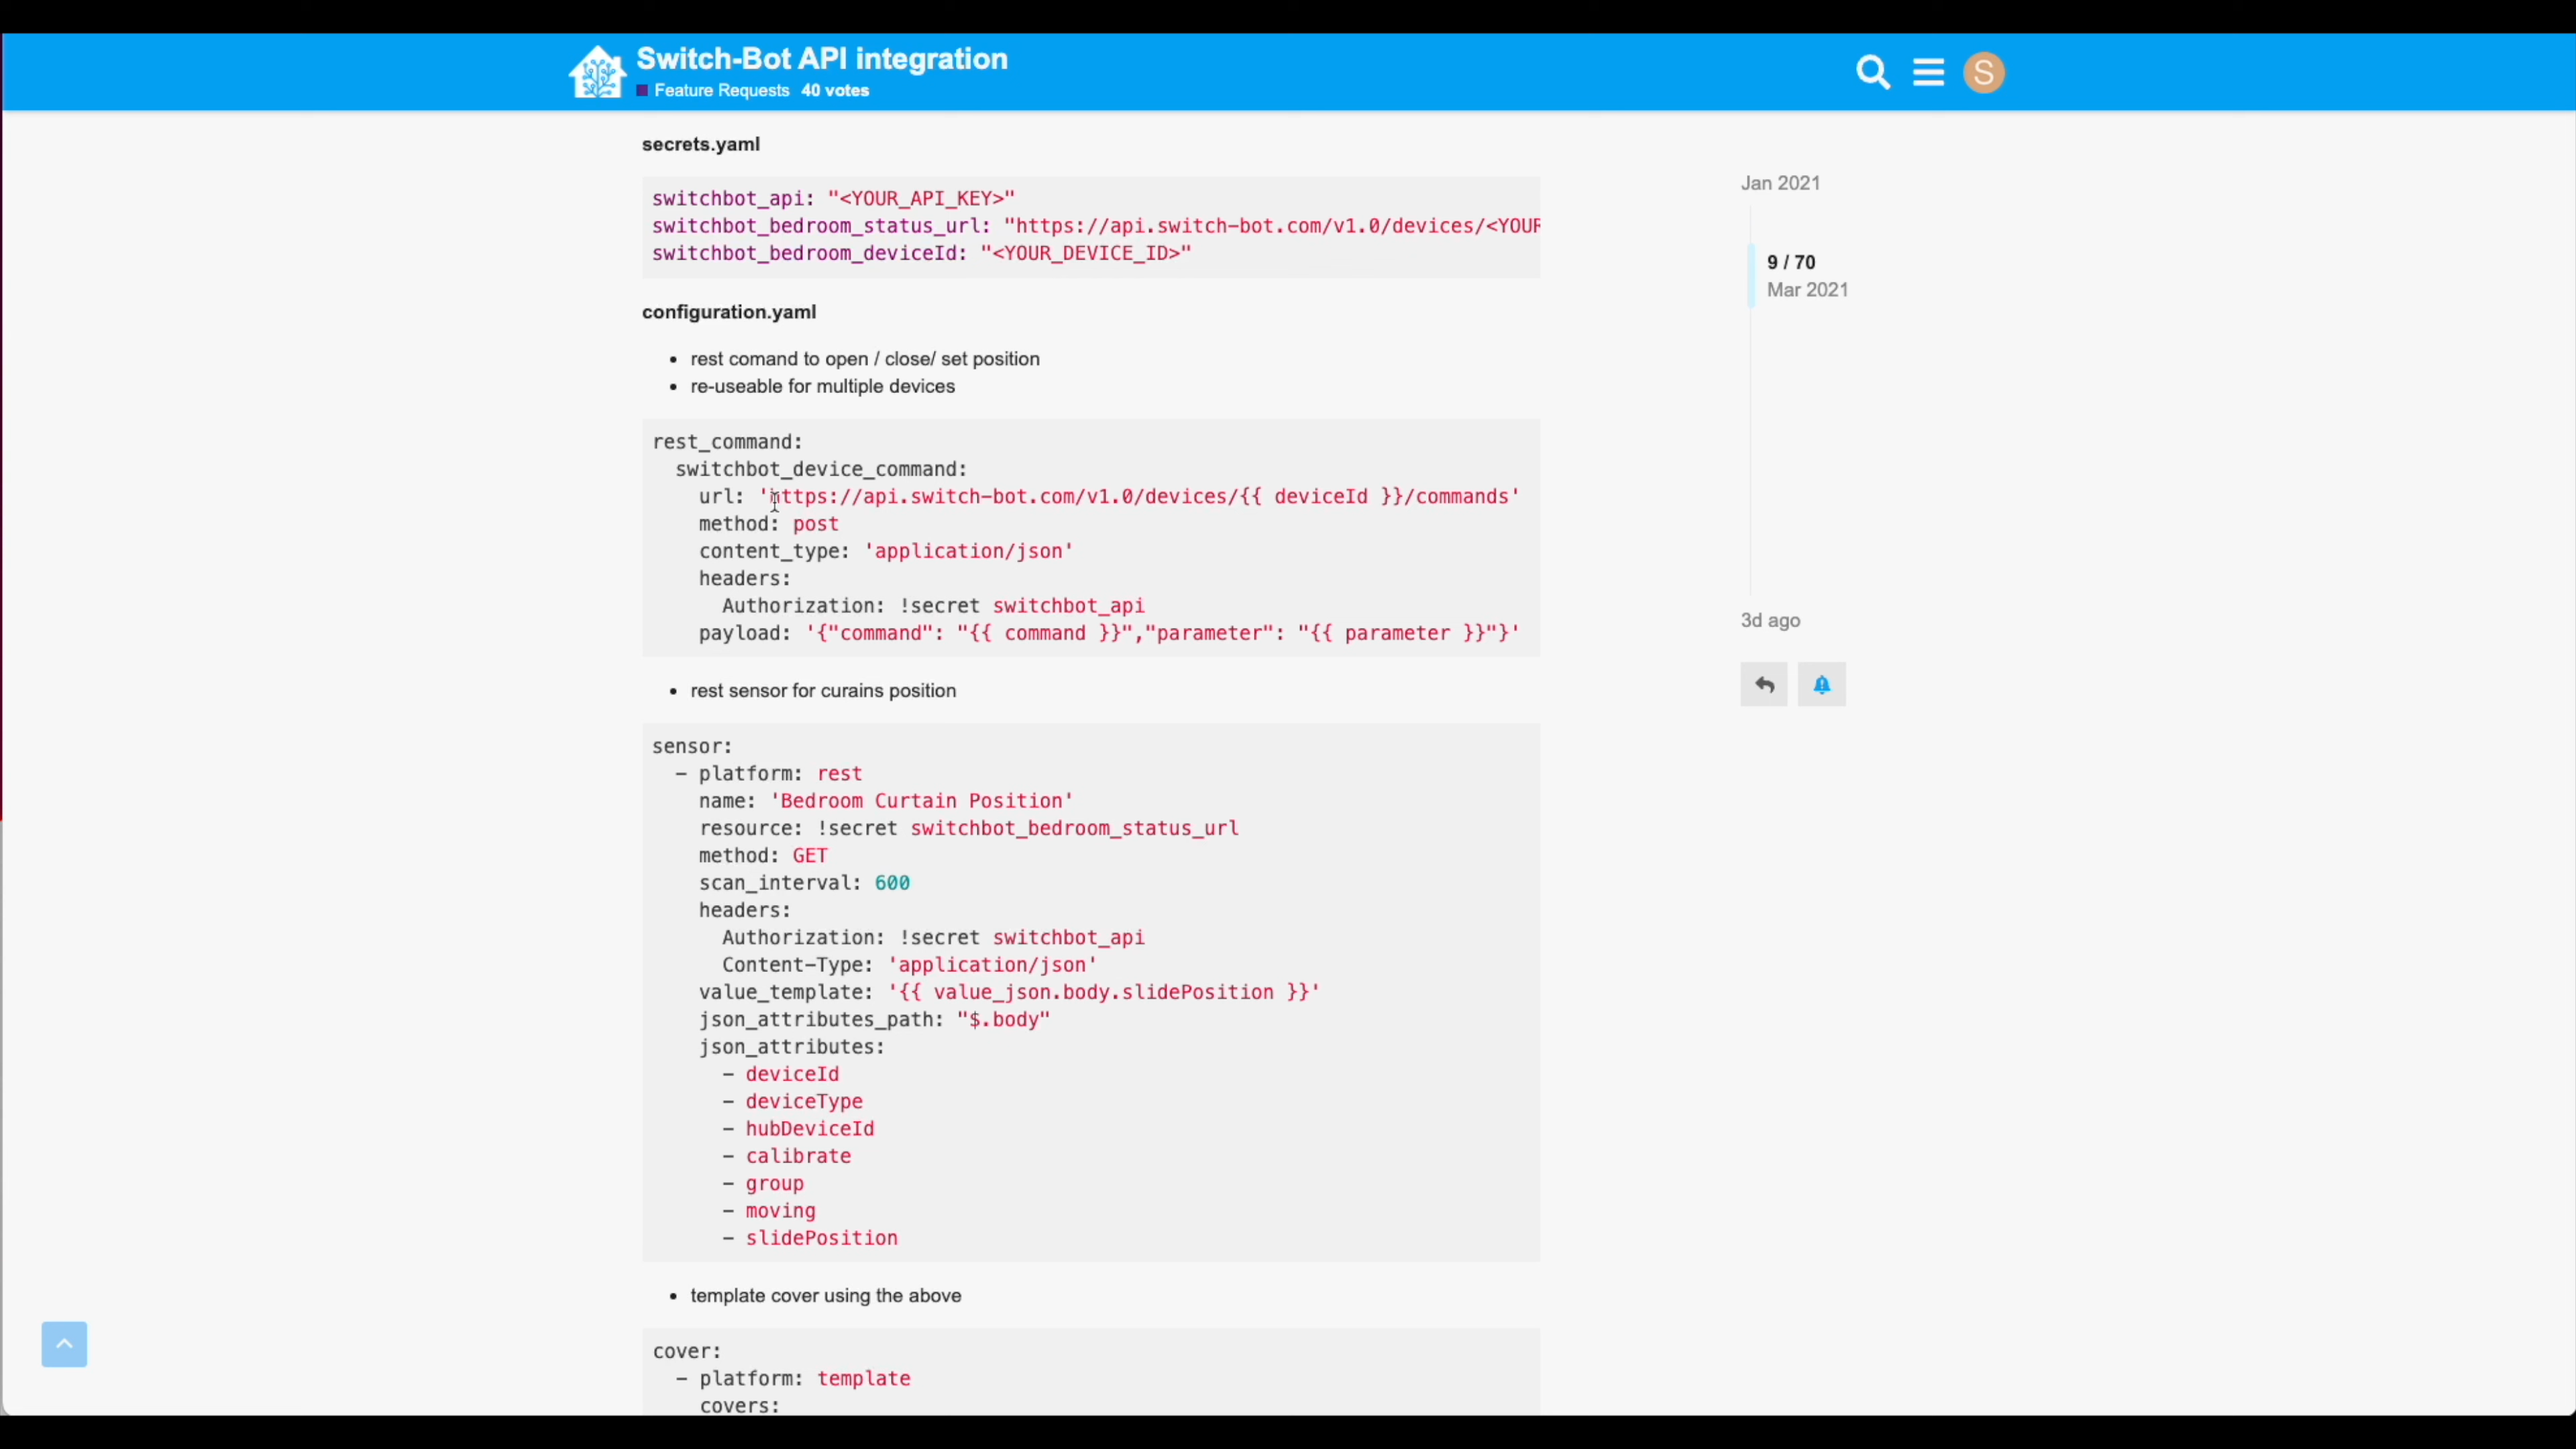 Switch-Bot API integration
Feature Requests 40 votes
S
secrets.yaml
switchbot_api: "<YOUR_API_KEY>"
switchbot_bedroom_status_url: "https://api.switch-bot.com/v1.0/devices/<YOUR
switchbot_bedroom_deviceId: "<YOUR_DEVICE_ID>"
configuration.yaml
• rest comand to open / close/ set position
• re-useable for multiple devices
rest_command:
  switchbot_device_command:
    url: 'https://api.switch-bot.com/v1.0/devices/{{ deviceId }}/commands'
    method: post
    content_type: 'application/json'
    headers:
      Authorization: !secret switchbot_api
    payload: '{"command": "{{ command }}","parameter": "{{ parameter }}"}'
• rest sensor for curains position
sensor:
  - platform: rest
    name: 'Bedroom Curtain Position'
    resource: !secret switchbot_bedroom_status_url
    method: GET
    scan_interval: 600
    headers:
      Authorization: !secret switchbot_api
      Content-Type: 'application/json'
    value_template: '{{ value_json.body.slidePosition }}'
    json_attributes_path: "$.body"
    json_attributes:
      - deviceId
      - deviceType
      - hubDeviceId
      - calibrate
      - group
      - moving
      - slidePosition
• template cover using the above
cover:
  - platform: template
    covers:
Jan 2021
9 / 70
Mar 2021
3d ago